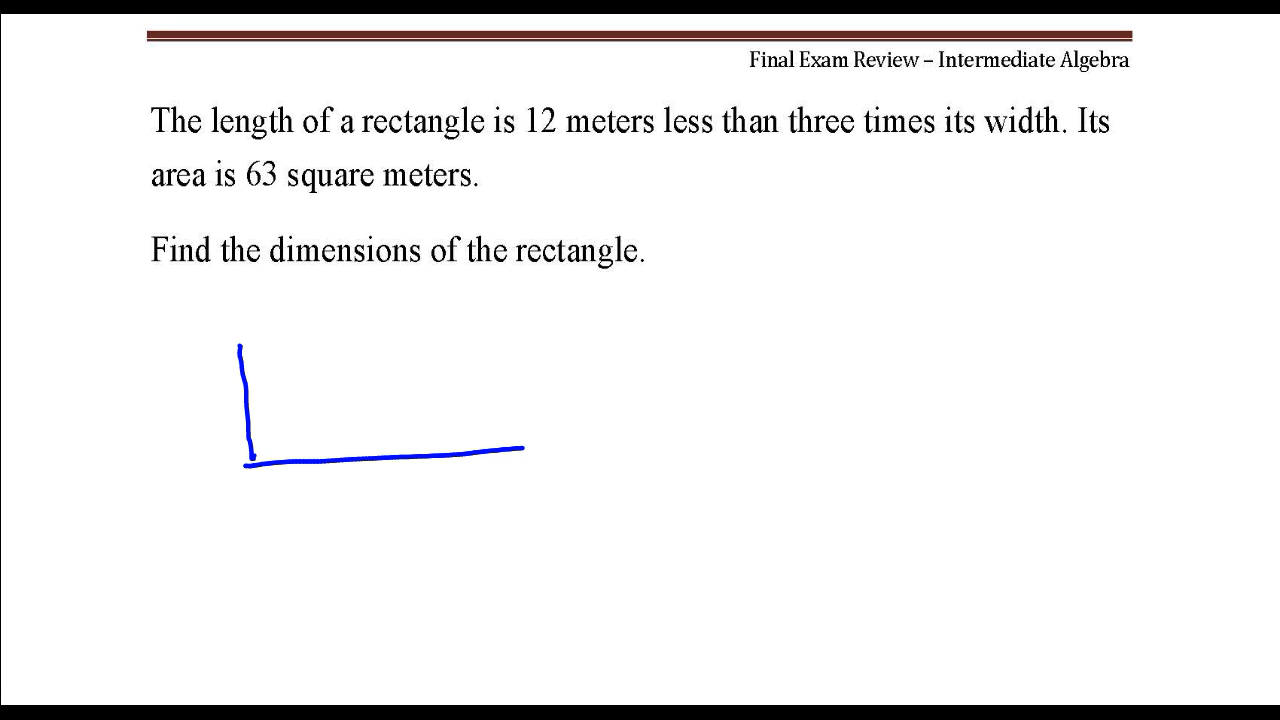 Final Exam Review – Intermediate Algebra
The length of a rectangle is 12 meters less than three times its width. Its
area is 63 square meters.
Find the dimensions of the rectangle.